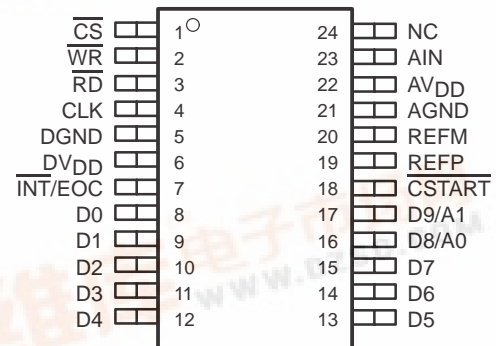 CS 1 24 NC
WR 2 23 AIN
RD 3 22 AVDD
CLK 4 21 AGND
DGND 5 20 REFM
DVDD 6 19 REFP
INT/EOC 7 18 CSTART
D0 8 17 D9/A1
D1 9 16 D8/A0
D2 10 15 D7
D3 11 14 D6
D4 12 13 D5